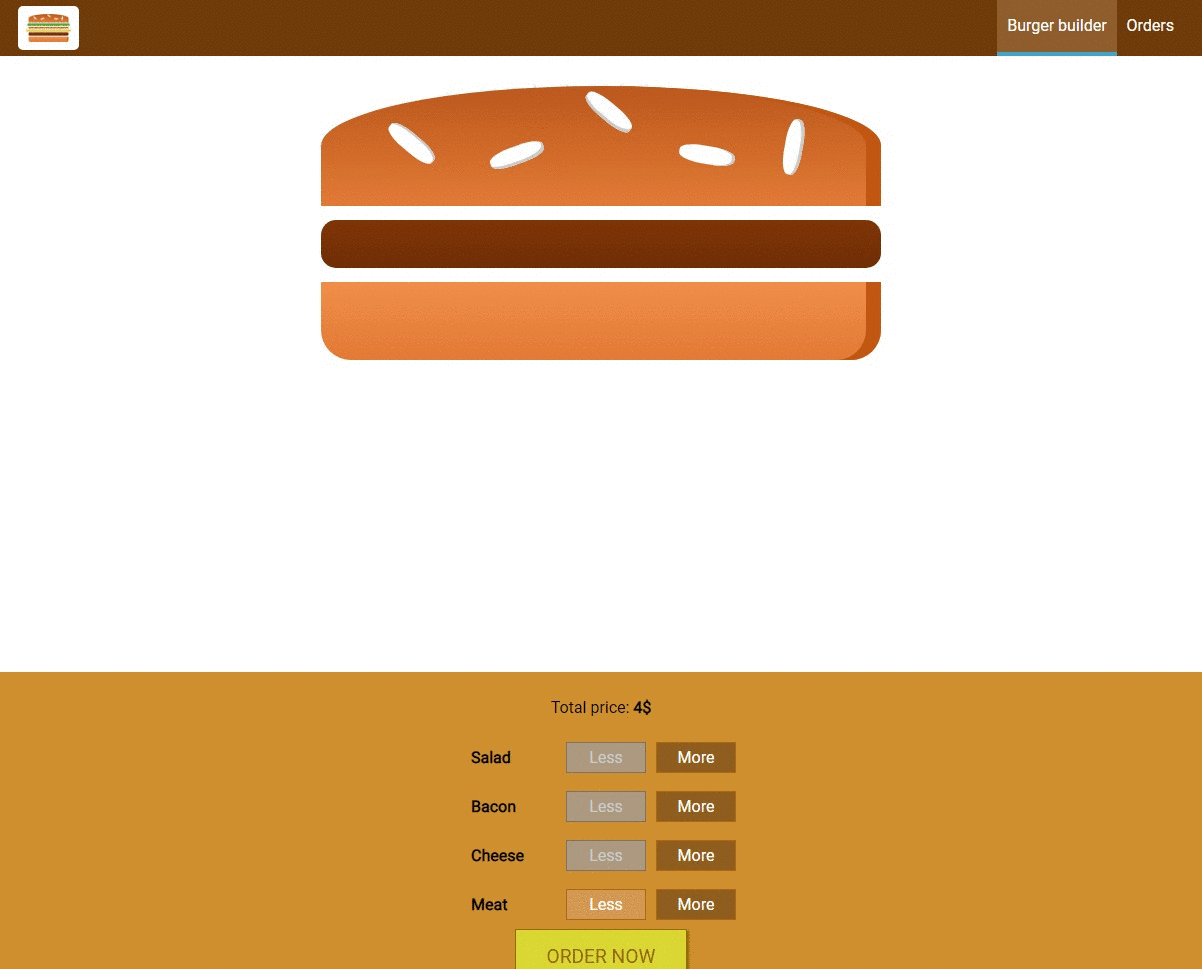 Burger builder Orders
Total price: 4$
Salad Less More
Bacon Less More
Cheese Less More
Meat Less More
ORDER NOW